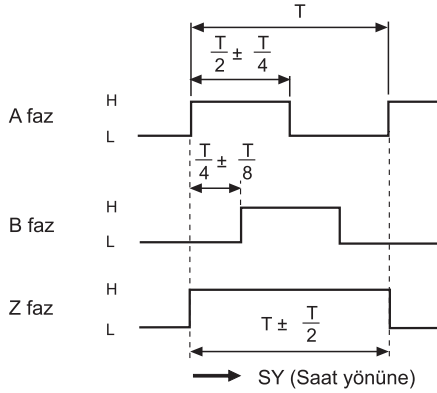 T
T/2 ± T/4
A faz H
L
T/4 ± T/8
B faz H
L
Z faz H
L
T ± T/2
SY (Saat yönüne)